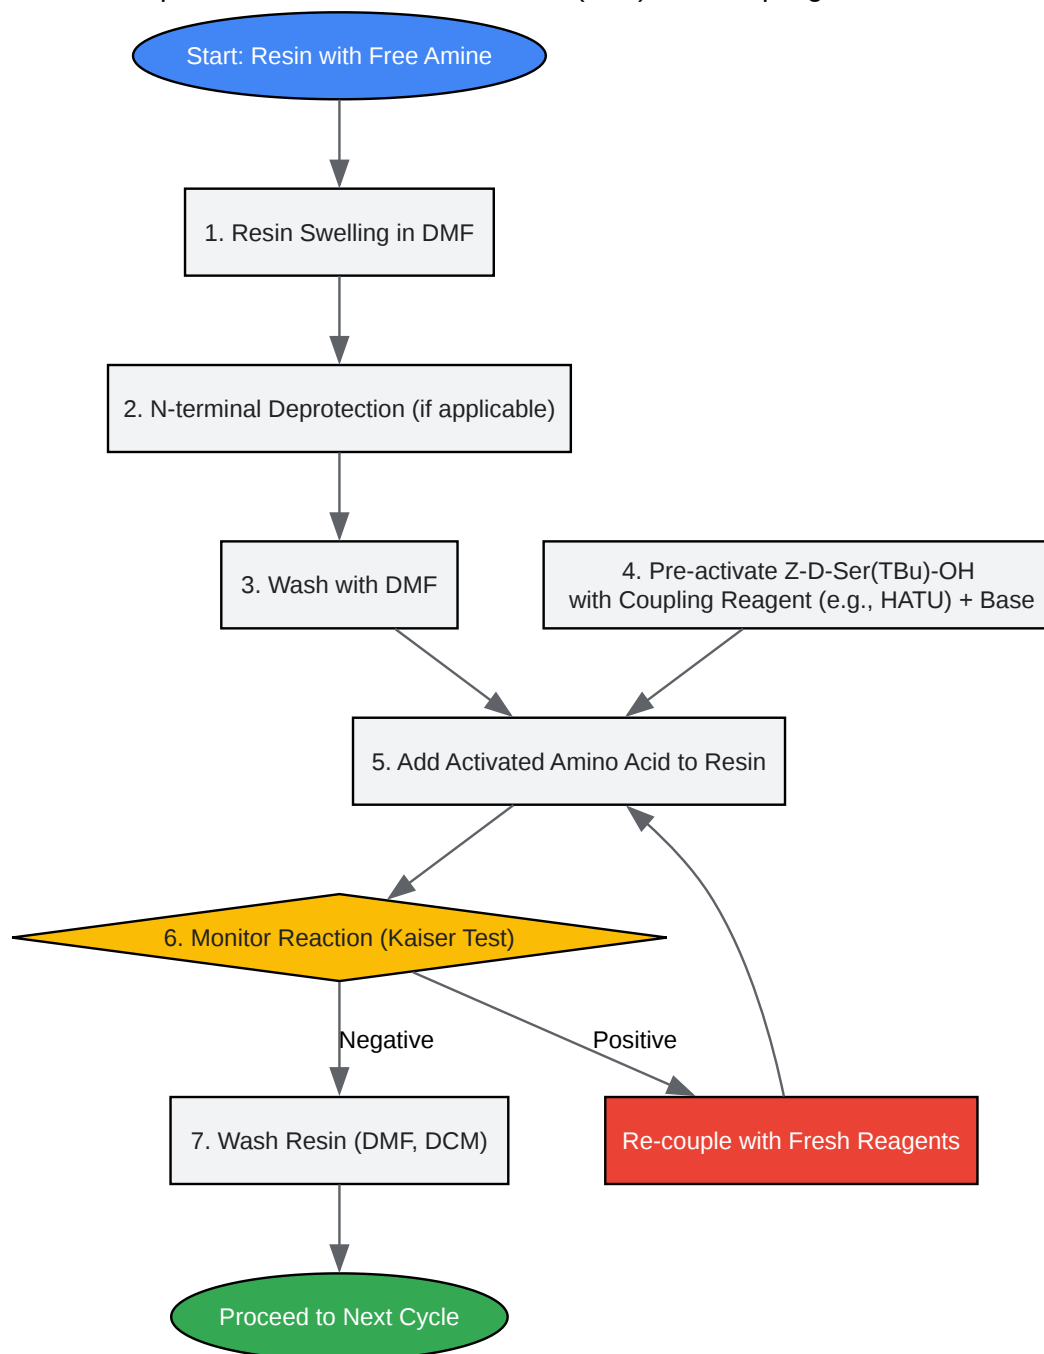 Start: Resin with Free Amine
1. Resin Swelling in DMF
2. N-terminal Deprotection (if applicable)
3. Wash with DMF
4. Pre-activate Z-D-Ser(TBu)-OH
with Coupling Reagent (e.g., HATU) + Base
5. Add Activated Amino Acid to Resin
6. Monitor Reaction (Kaiser Test)
Negative
Positive
7. Wash Resin (DMF, DCM)
Re-couple with Fresh Reagents
Proceed to Next Cycle